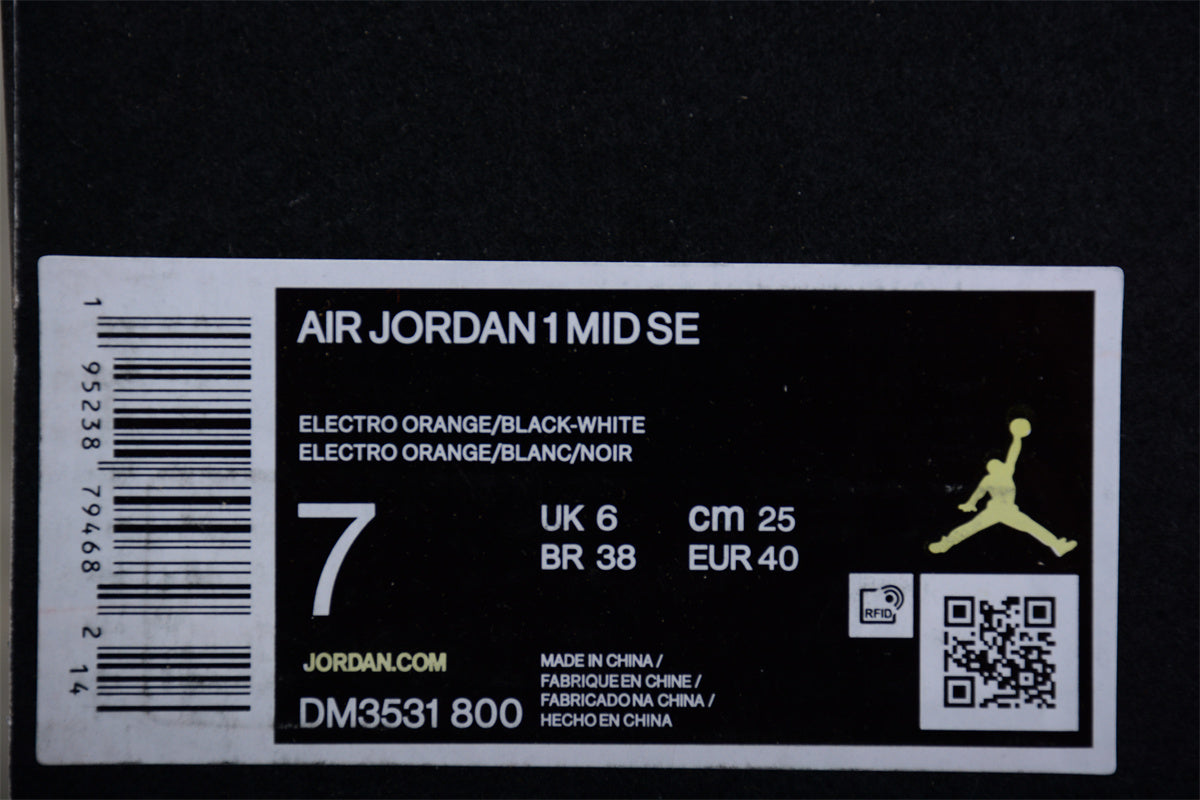 AIR JORDAN 1 MID SE
ELECTRO ORANGE/BLACK-WHITE
ELECTRO ORANGE/BLANC/NOIR
7
UK 6
cm 25
BR 38
EUR 40
RFID
JORDAN.COM
DM3531 800
MADE IN CHINA /
FABRIQUE EN CHINE /
FABRICADO NA CHINA /
HECHO EN CHINA
1 95238 79468 2
14